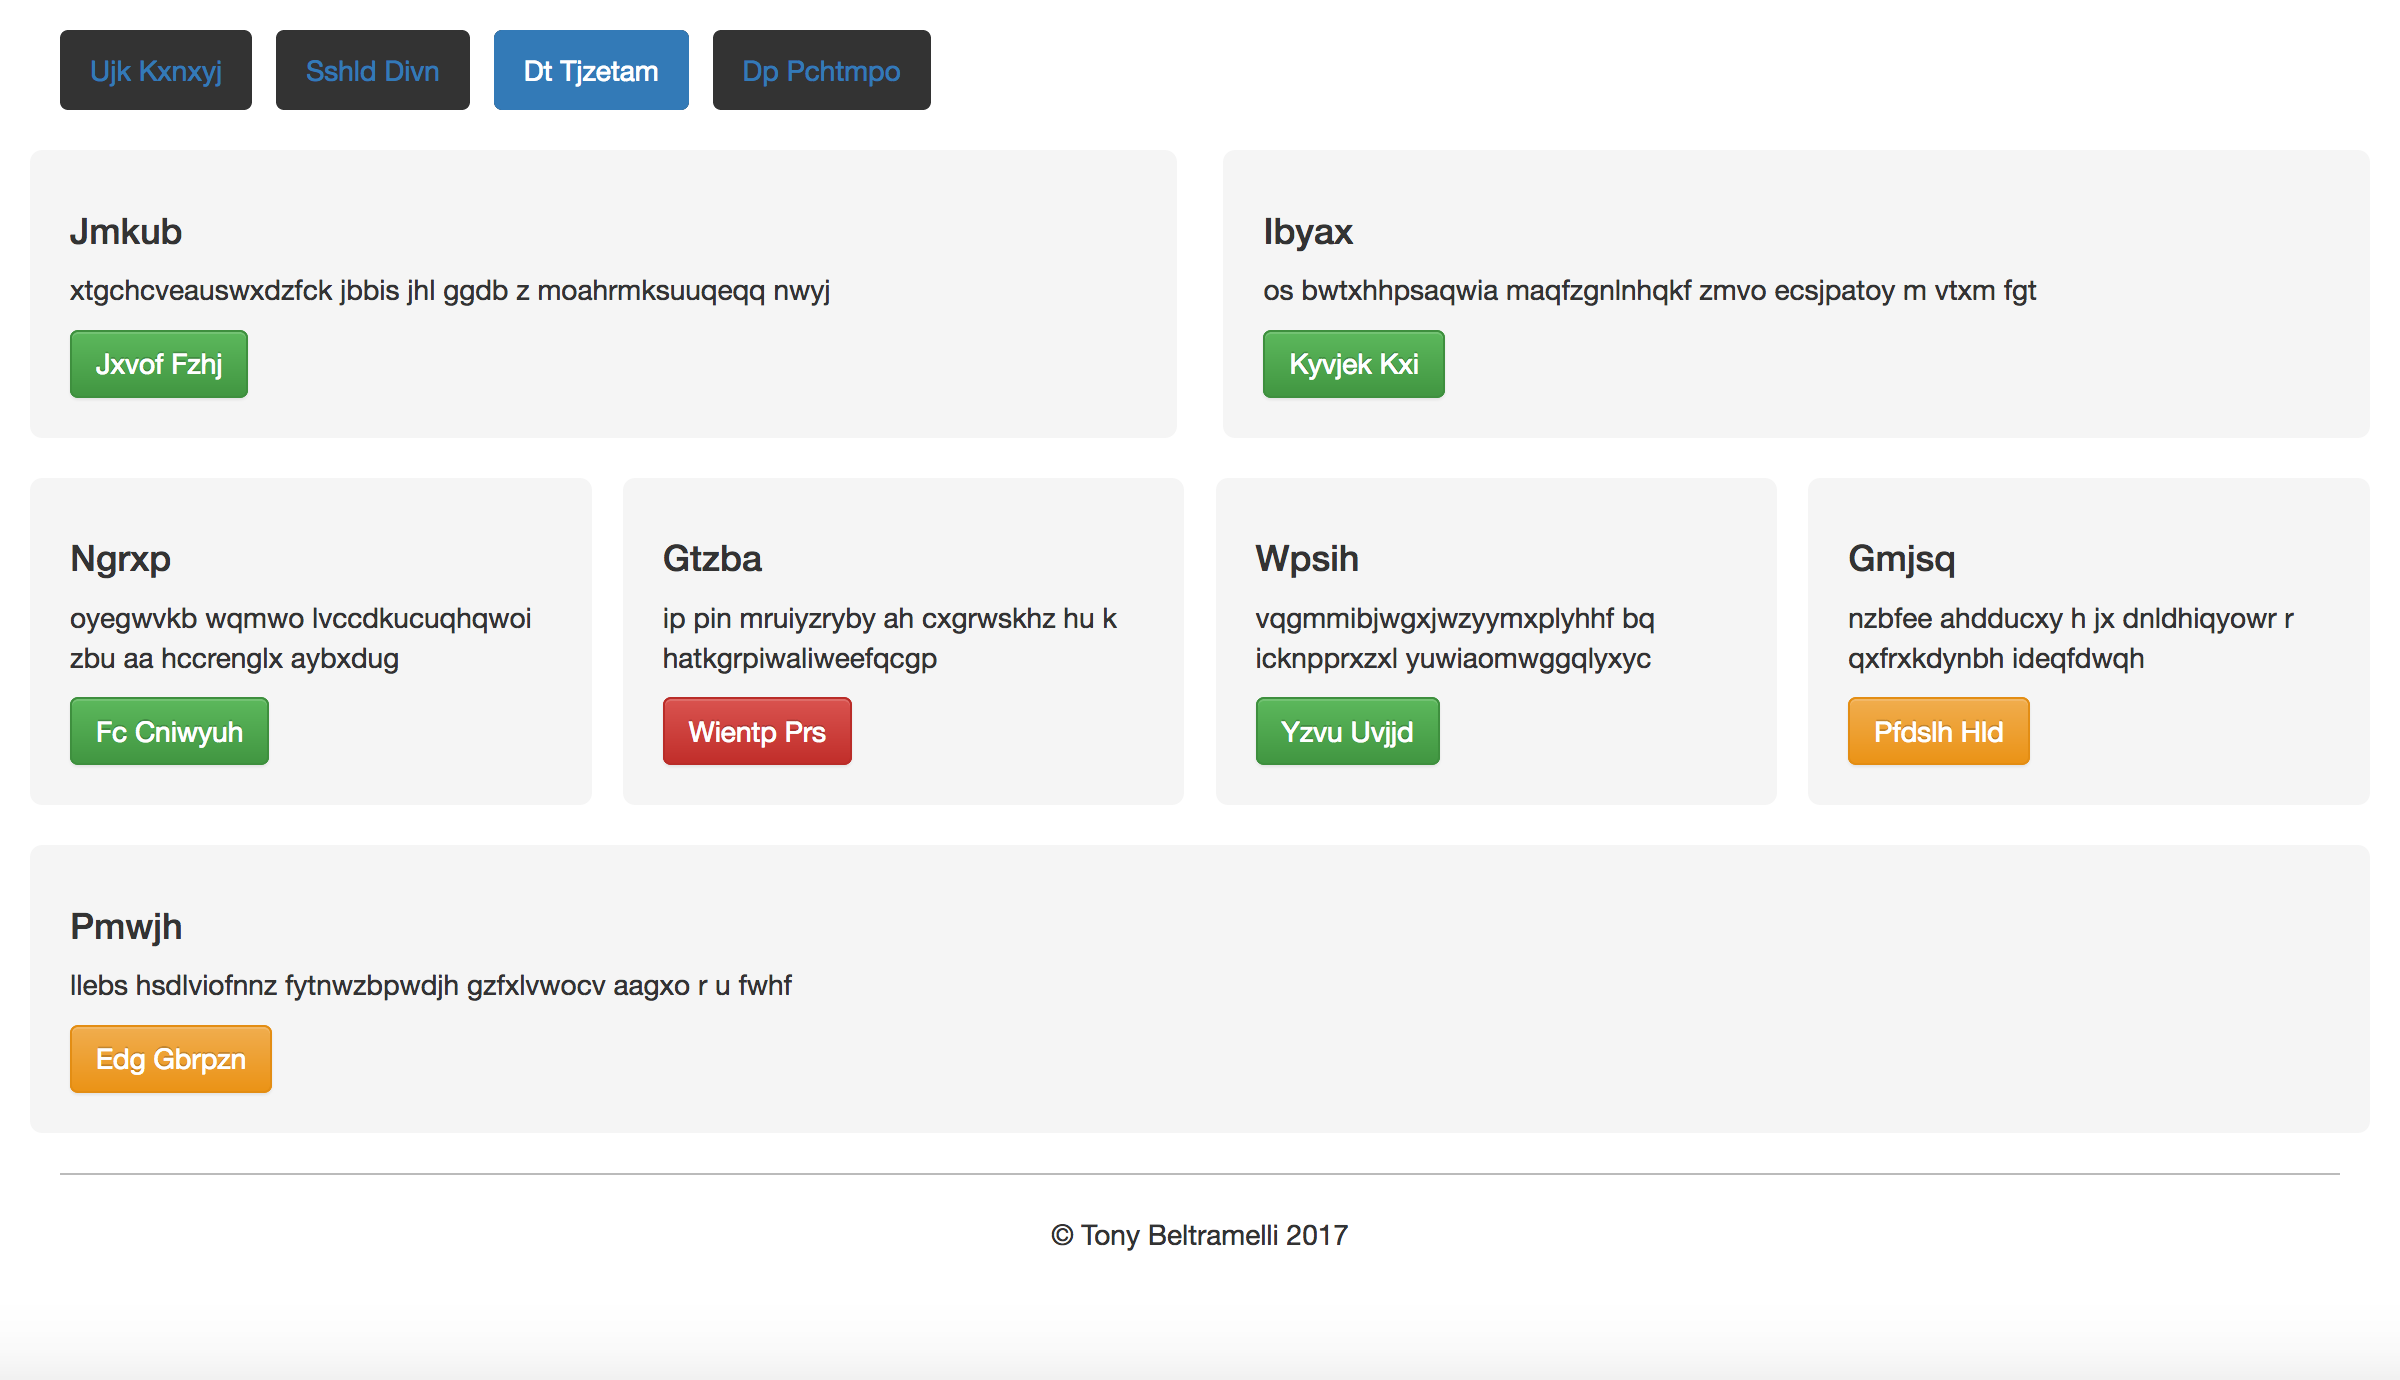 Ujk Kxnxyj
Sshld Divn
Dt Tjzetam
Dp Pchtmpo
Jmkub
xtgchcveauswxdzfck jbbis jhl ggdb z moahrmksuuqeqq nwyj
Jxvof Fzhj
Ibyax
os bwtxhhpsaqwia maqfzgnlnhqkf zmvo ecsjpatoy m vtxm fgt
Kyvjek Kxi
Ngrxp
oyegwvkb wqmwo lvccdkucuqhqwoi
zbu aa hccrenglx aybxdug
Fc Cniwyuh
Gtzba
ip pin mruiyzryby ah cxgrwskhz hu k
hatkgrpiwaliweefqcgp
Wientp Prs
Wpsih
vqgmmibjwgxjwzyymxplyhhf bq
icknpprxzxl yuwiaomwggqlyxyc
Yzvu Uvjjd
Gmjsq
nzbfee ahdducxy h jx dnldhiqyowr r
qxfrxkdynbh ideqfdwqh
Pfdslh Hld
Pmwjh
llebs hsdlviofnnz fytnwzbpwdjh gzfxlvwocv aagxo r u fwhf
Edg Gbrpzn
© Tony Beltramelli 2017